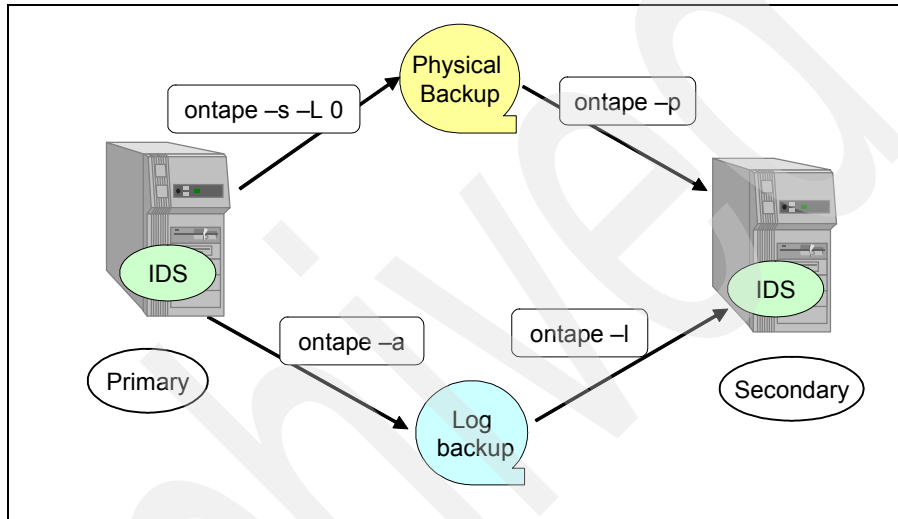 Physical
Backup
ontape –s –L 0
ontape –p
IDS
IDS
ontape –a
ontape –l
Primary
Secondary
Log
backup